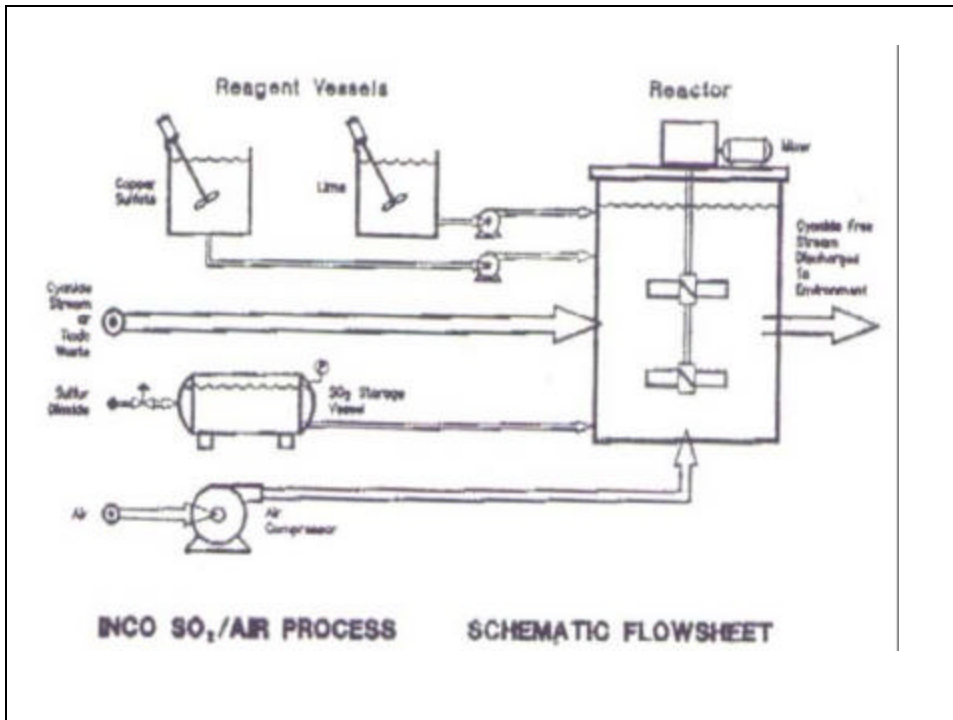 Reagent Vessels
Reactor
Mixer
Copper
Sulfate
Lime
Cyanide Free
Stream
Discharged
To
Environment
Cyanide
Stream
or
Toxic
Waste
Sulfur
Dioxide
P
SO₂ Storage
Vessel
Air
Air
Compressor
INCO SO₂/AIR PROCESS SCHEMATIC FLOWSHEET